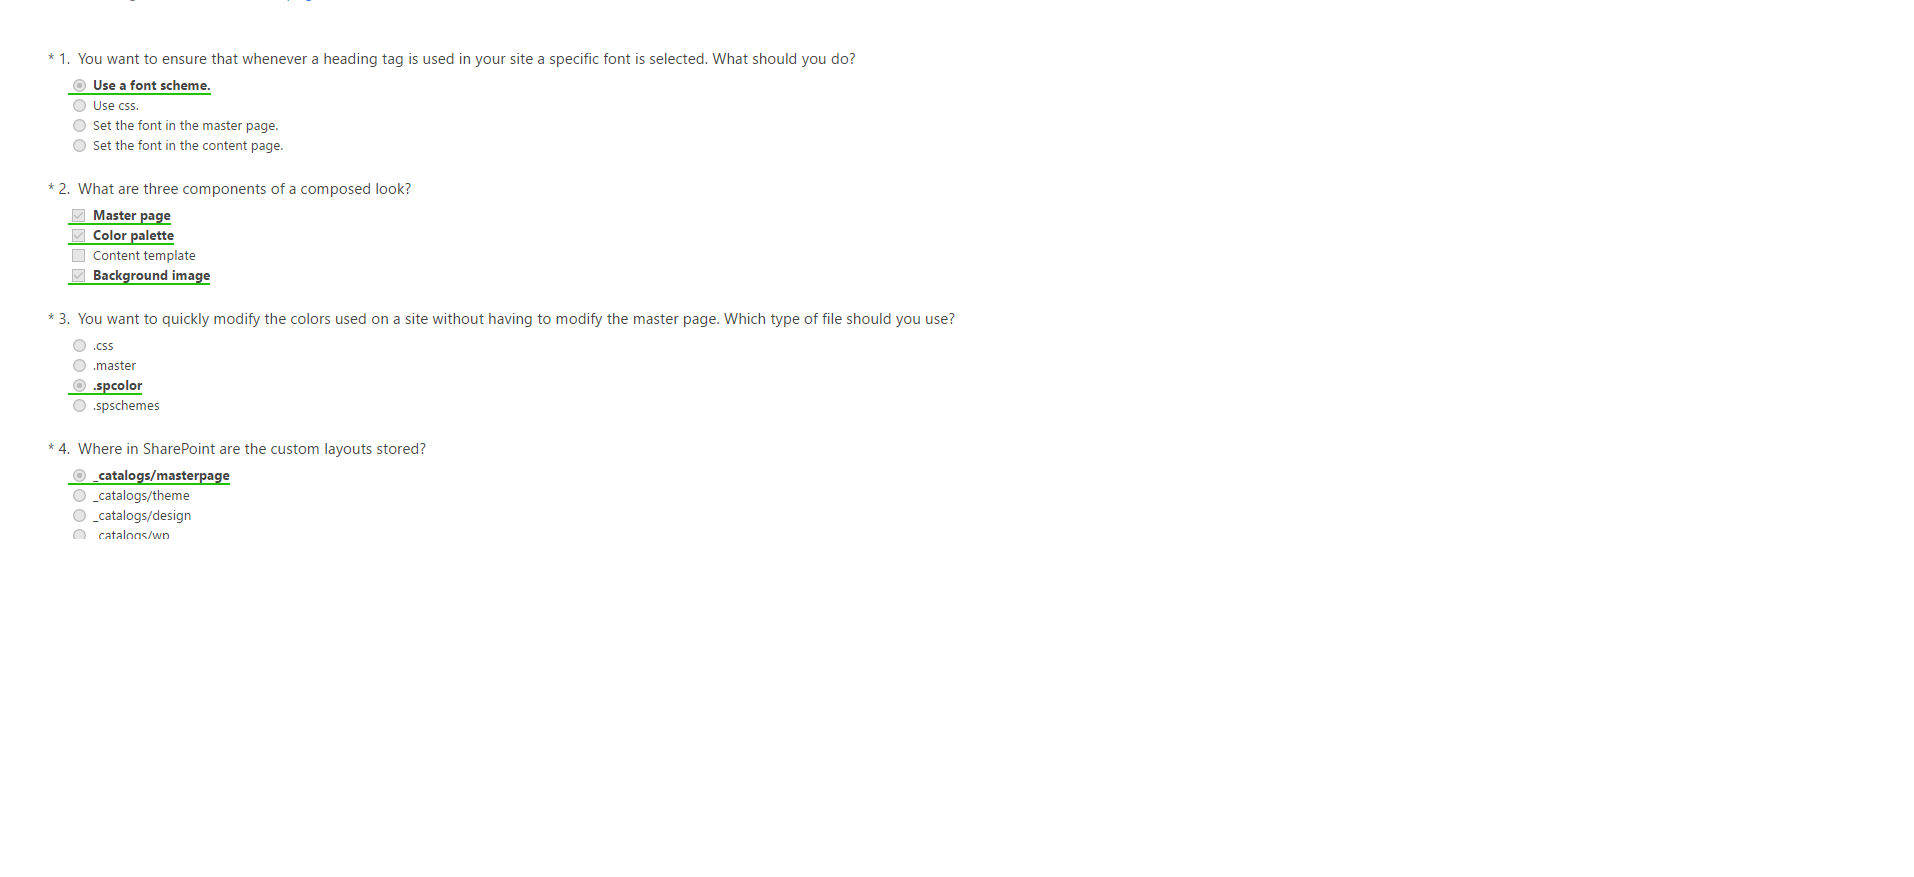 * 1. You want to ensure that whenever a heading tag is used in your site a specific font is selected. What should you do?
Use a font scheme.
Use css.
Set the font in the master page.
Set the font in the content page.
* 2. What are three components of a composed look?
Master page
Color palette
Content template
Background image
* 3. You want to quickly modify the colors used on a site without having to modify the master page. Which type of file should you use?
.css
.master
.spcolor
.spschemes
* 4. Where in SharePoint are the custom layouts stored?
_catalogs/masterpage
_catalogs/theme
_catalogs/design
_catalogs/wp